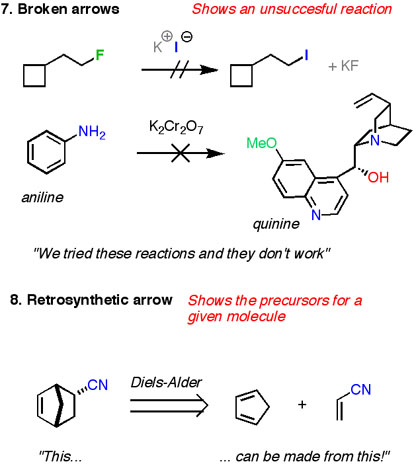 7. Broken arrows
Shows an unsuccesful reaction
F
K⊕ I⊖
I
+ KF
NH2
K2Cr2O7
aniline
MeO
N
N
OH
quinine
"We tried these reactions and they don't work"
8. Retrosynthetic arrow
Shows the precursors for a
given molecule
CN
Diels-Alder
+
CN
"This...
... can be made from this!"